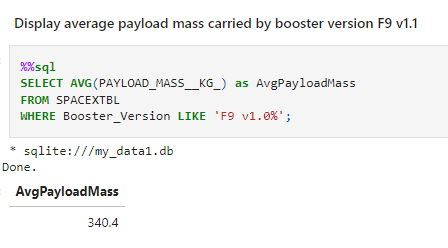 Display average payload mass carried by booster version F9 v1.1
%%sql
SELECT AVG(PAYLOAD_MASS__KG_) as AvgPayloadMass
FROM SPACEXTBL
WHERE Booster_Version LIKE 'F9 v1.0%';
* sqlite:///my_data1.db
Done.
AvgPayloadMass
340.4